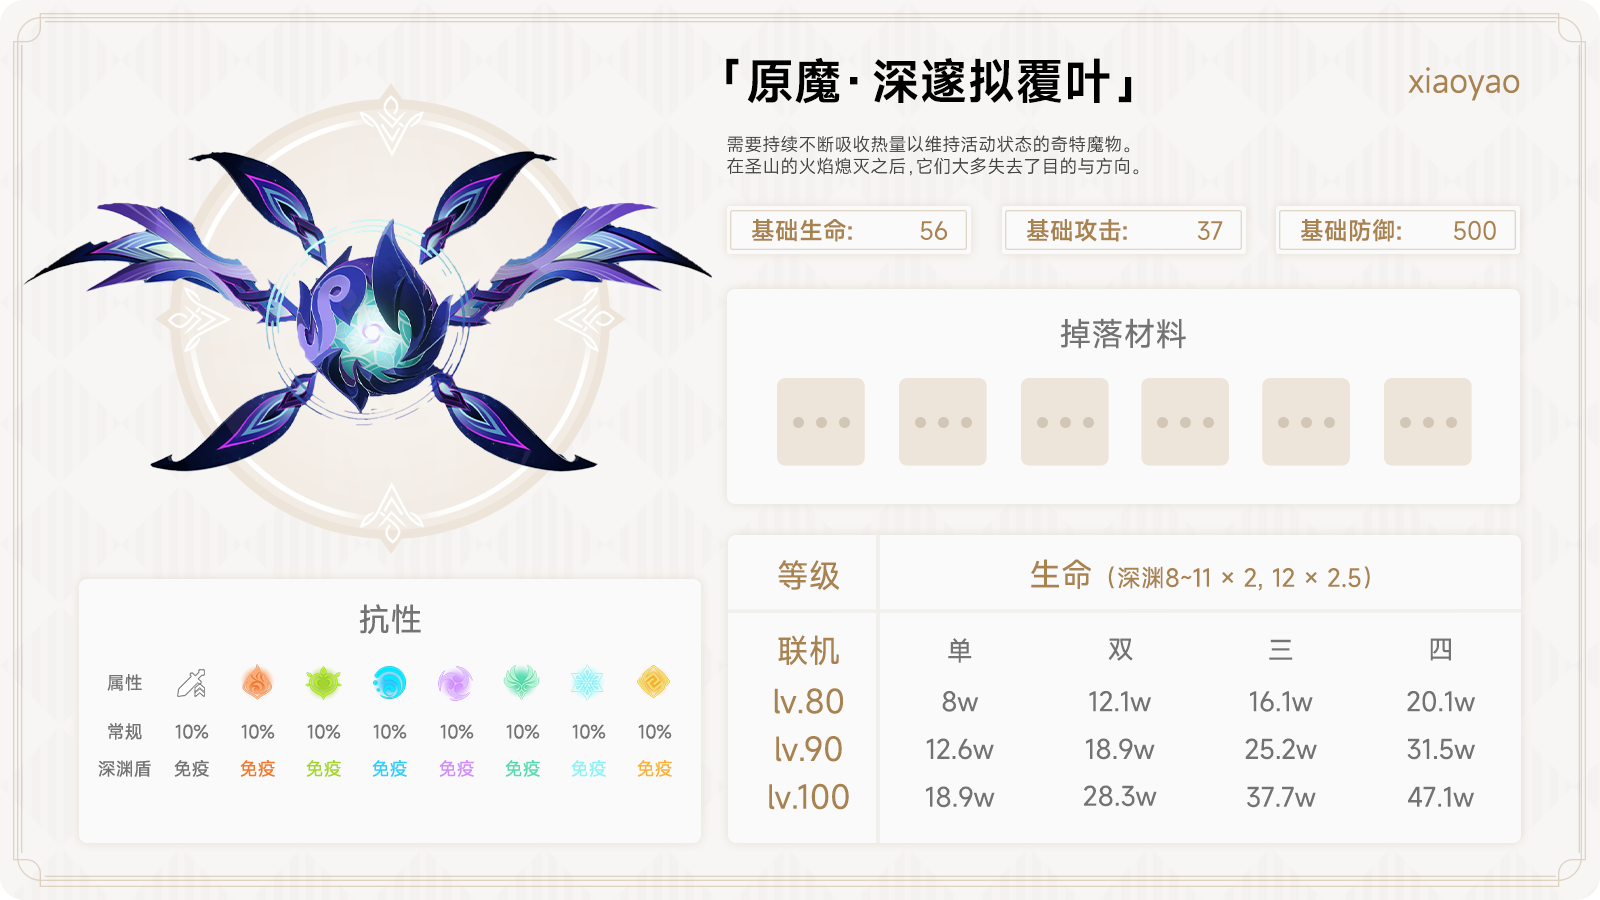 「原魔·深邃拟覆叶」
xiaoyao
需要持续不断吸收热量以维持活动状态的奇特魔物。
在圣山的火焰熄灭之后,它们大多失去了目的与方向。
基础生命: 56
基础攻击: 37
基础防御: 500
掉落材料
抗性
属性
常规 10% 10% 10% 10% 10% 10% 10% 10%
深渊盾 免疫 免疫 免疫 免疫 免疫 免疫 免疫 免疫
等级 生命（深渊8~11 × 2, 12 × 2.5）
联机 单 双 三 四
lv.80 8w 12.1w 16.1w 20.1w
lv.90 12.6w 18.9w 25.2w 31.5w
lv.100 18.9w 28.3w 37.7w 47.1w